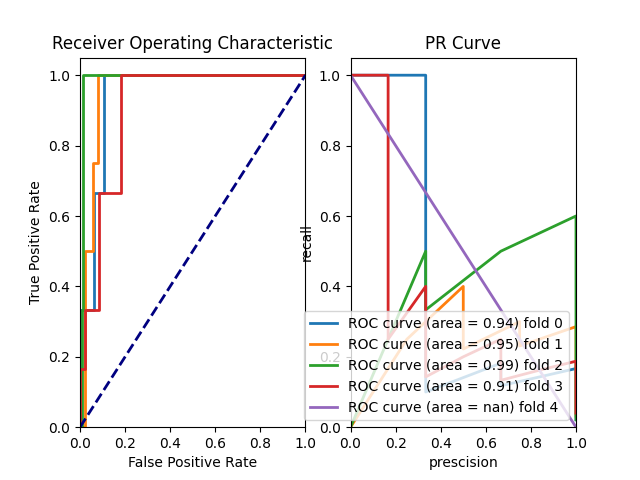 Receiver Operating Characteristic
PR Curve
True Positive Rate
1.0
0.8
0.6
0.4
0.2
0.0
0.0 0.2 0.4 0.6 0.8 1.0
False Positive Rate
recall
1.0
0.8
0.6
0.4
0.2
0.0
ROC curve (area = 0.94) fold 0
ROC curve (area = 0.95) fold 1
ROC curve (area = 0.99) fold 2
ROC curve (area = 0.91) fold 3
ROC curve (area = nan) fold 4
0.0 0.2 0.4 0.6 0.8 1.0
prescision